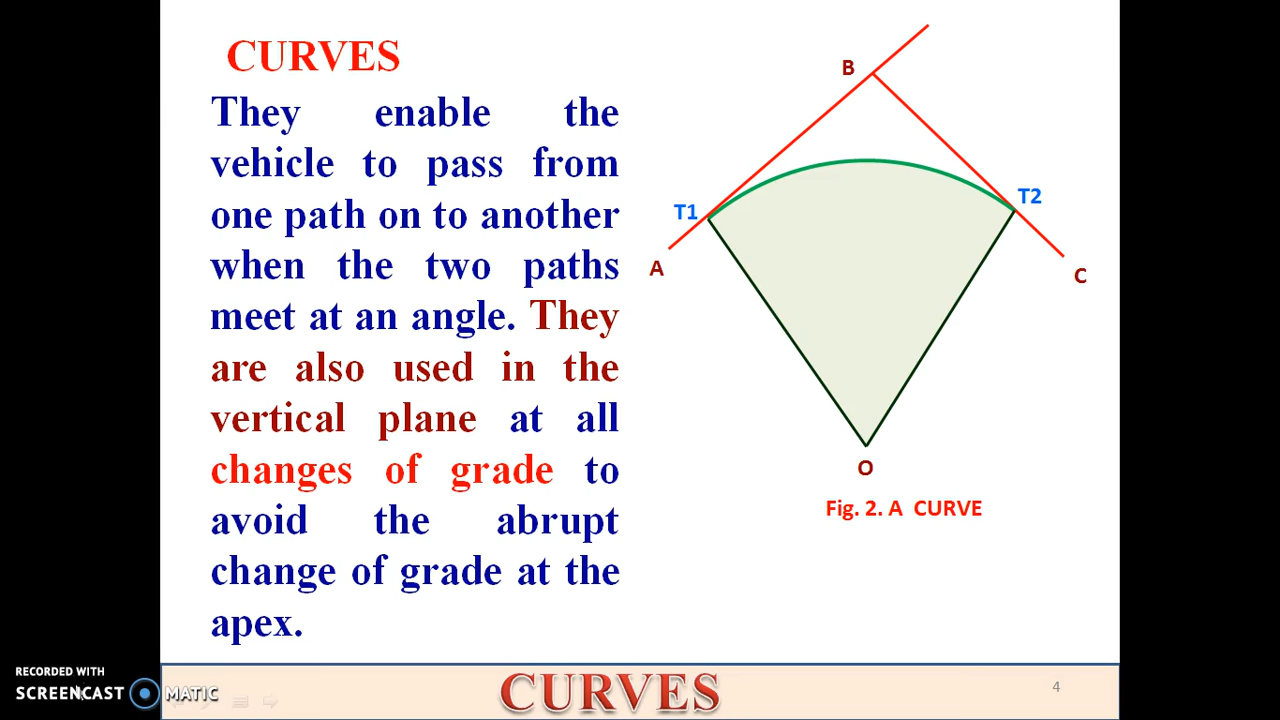 CURVES
They enable the
vehicle to pass from
one path on to another
when the two paths
meet at an angle. They
are also used in the
vertical plane at all
changes of grade to
avoid the abrupt
change of grade at the
apex.
B
T1
T2
A
C
O
Fig. 2. A CURVE
CURVES
4
RECORDED WITH
SCREENCAST MATIC